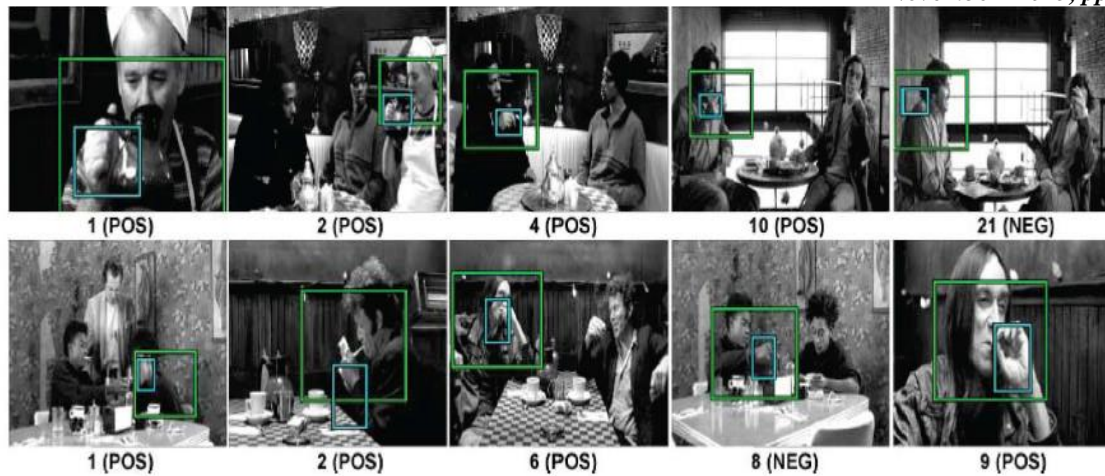 1 (POS)
2 (POS)
4 (POS)
10 (POS)
21 (NEG)
1 (POS)
2 (POS)
6 (POS)
8 (NEG)
9 (POS)